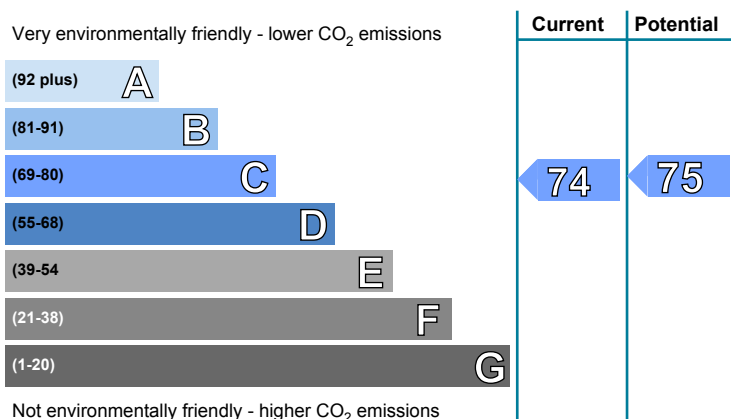 Very environmentally friendly - lower CO2 emissions
Current
Potential
(92 plus) A
(81-91) B
(69-80) C
74
75
(55-68) D
(39-54 E
(21-38) F
(1-20) G
Not environmentally friendly - higher CO2 emissions